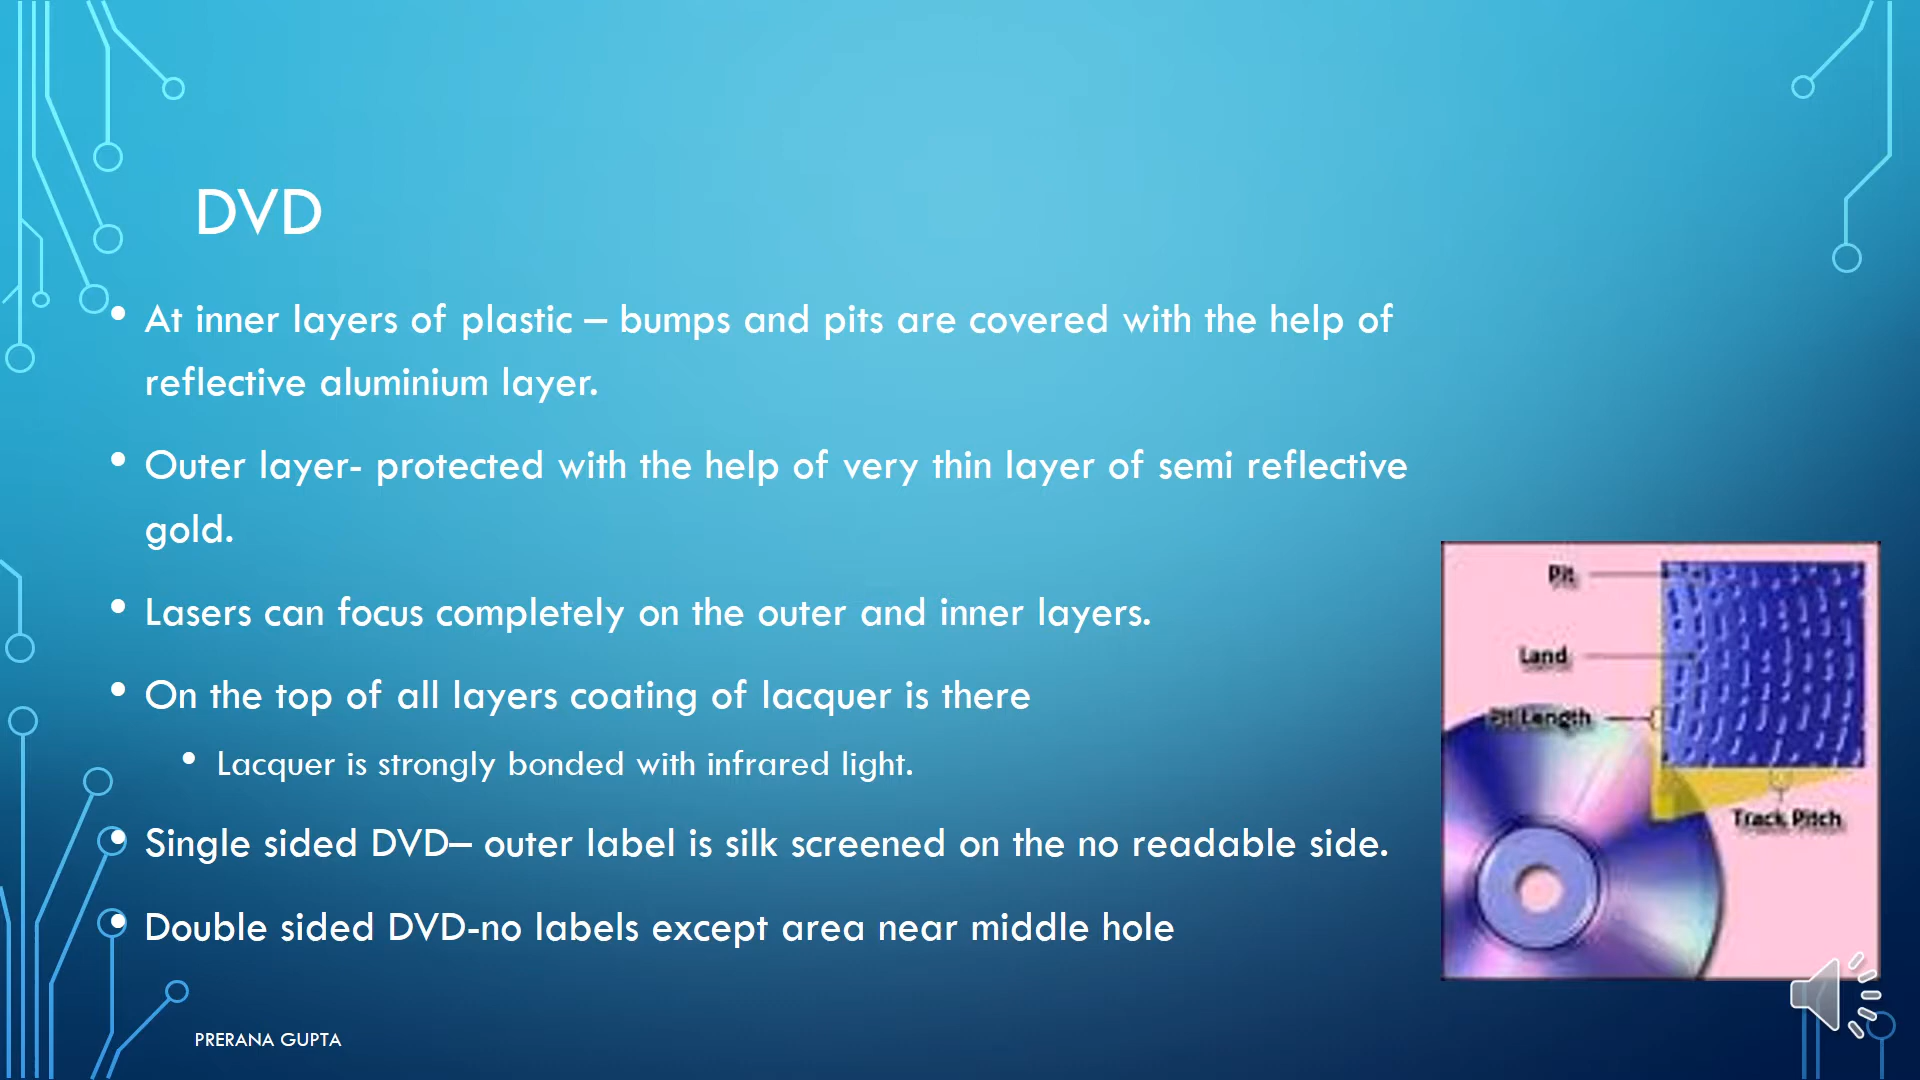 DVD
• At inner layers of plastic – bumps and pits are covered with the help of
reflective aluminium layer.
• Outer layer- protected with the help of very thin layer of semi reflective
gold.
• Lasers can focus completely on the outer and inner layers.
• On the top of all layers coating of lacquer is there
• Lacquer is strongly bonded with infrared light.
• Single sided DVD– outer label is silk screened on the no readable side.
• Double sided DVD-no labels except area near middle hole
Pit
Land
Pit Length
Track Pitch
PRERANA GUPTA